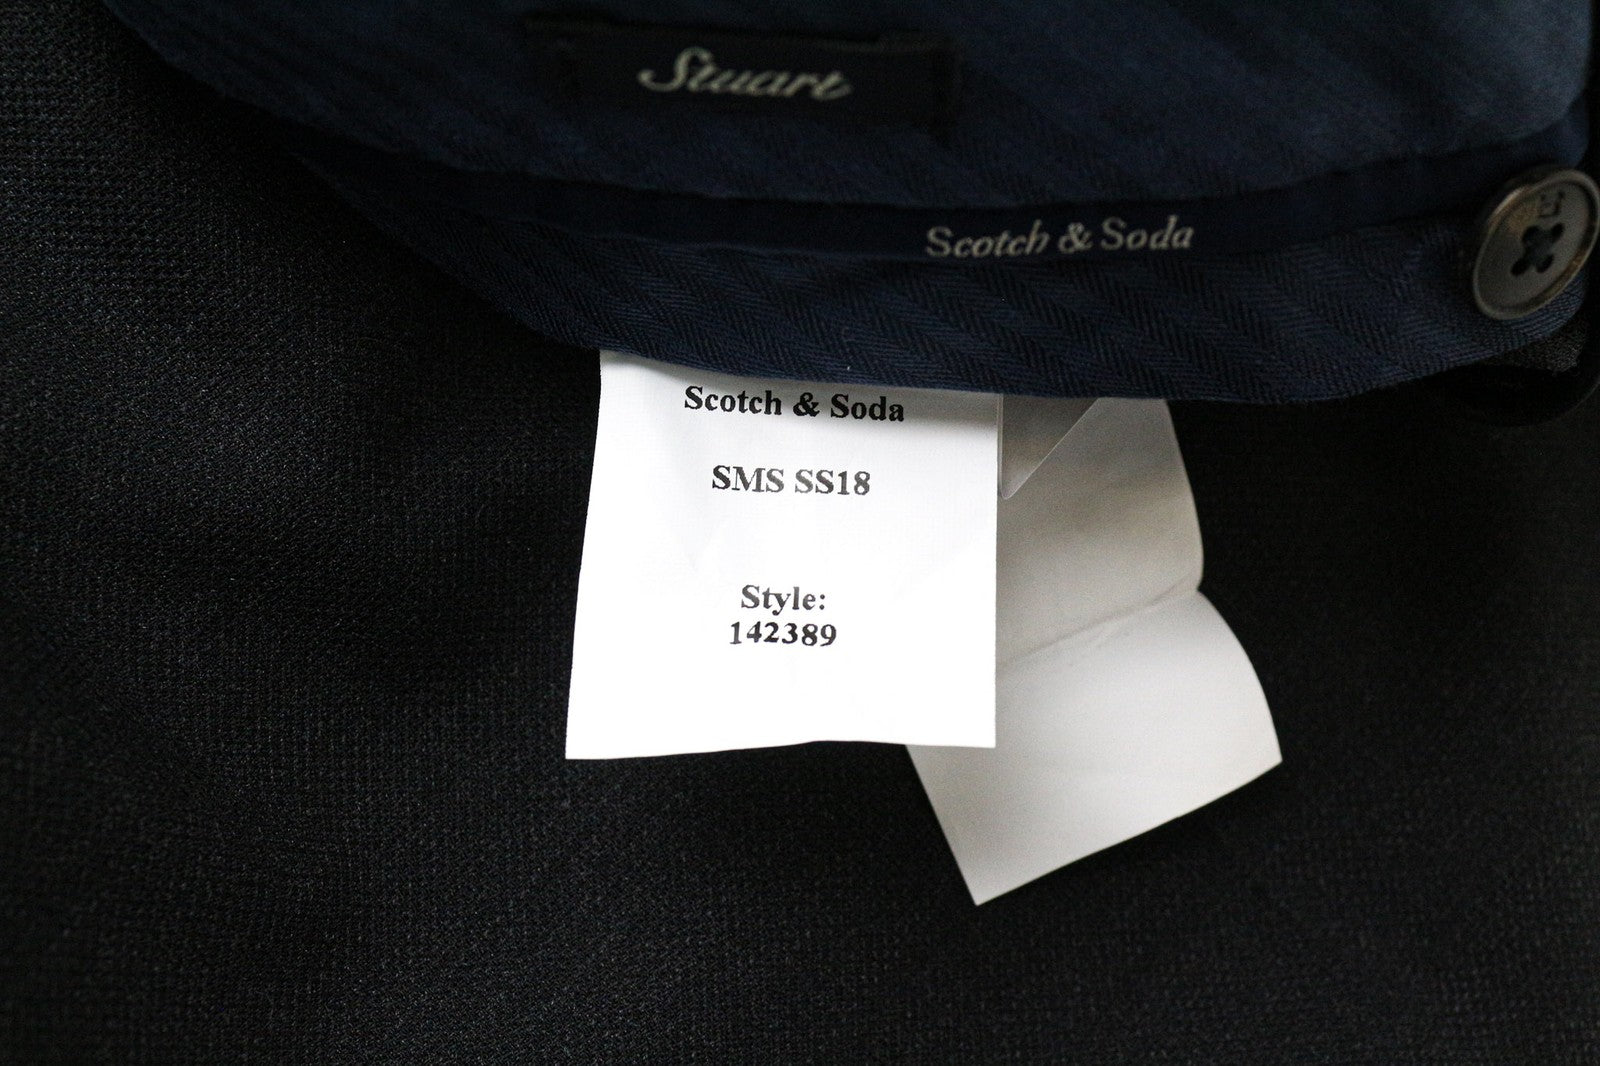 Stuart
Scotch & Soda
Scotch & Soda
SMS SS18
Style:
142389